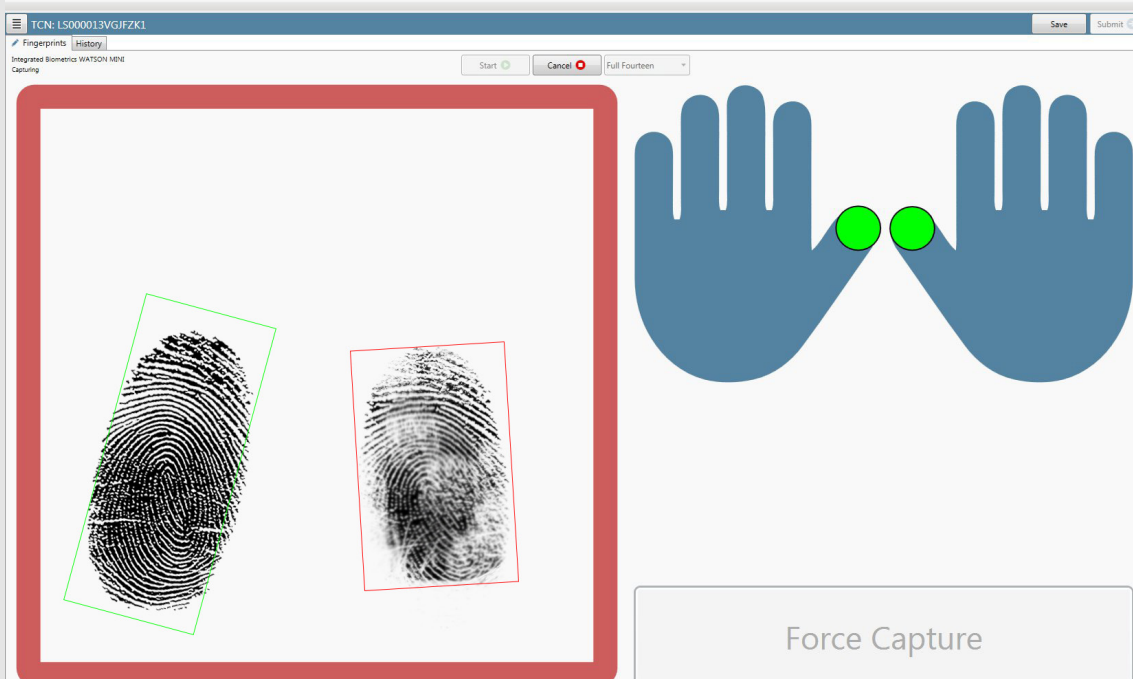 TCN: LS000013VGJFZK1
Save
Submit
Fingerprints
History
Integrated Biometrics WATSON MINI
Capturing
Start
Cancel
Full Fourteen
Force Capture